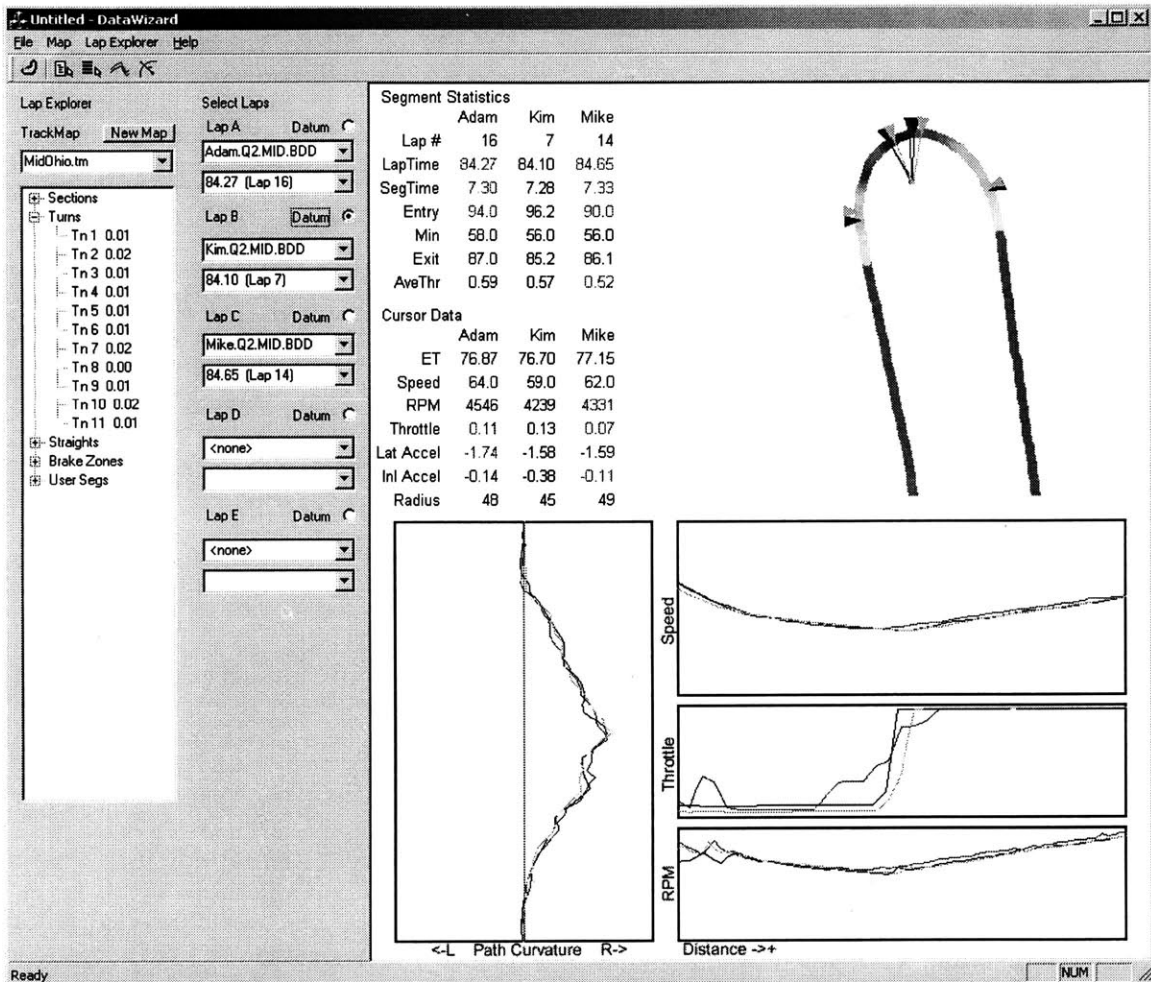 Untitled - DataWizard
File Map Lap Explorer Help
Lap Explorer
TrackMap New Map
MidOhio.tm
Sections
Turns
Tn 1 0.01
Tn 2 0.02
Tn 3 0.01
Tn 4 0.01
Tn 5 0.01
Tn 6 0.01
Tn 7 0.02
Tn 8 0.00
Tn 9 0.01
Tn 10 0.02
Tn 11 0.01
Straights
Brake Zones
User Segs
Select Laps
Lap A Datum
Adam.Q2.MID.BDD
84.27 (Lap 16)
Lap B Datum
Kim.Q2.MID.BDD
84.10 (Lap 7)
Lap C Datum
Mike.Q2.MID.BDD
84.65 (Lap 14)
Lap D Datum
<none>
Lap E Datum
<none>
Segment Statistics
Adam Kim Mike
Lap # 16 7 14
LapTime 84.27 84.10 84.65
SegTime 7.30 7.28 7.33
Entry 94.0 96.2 90.0
Min 58.0 56.0 56.0
Exit 87.0 85.2 86.1
AveThr 0.59 0.57 0.52
Cursor Data
Adam Kim Mike
ET 76.87 76.70 77.15
Speed 64.0 59.0 62.0
RPM 4546 4239 4331
Throttle 0.11 0.13 0.07
Lat Accel -1.74 -1.58 -1.59
Inl Accel -0.14 -0.38 -0.11
Radius 48 45 49
<-L Path Curvature R->
Speed
Throttle
RPM
Distance ->+
Ready
NUM